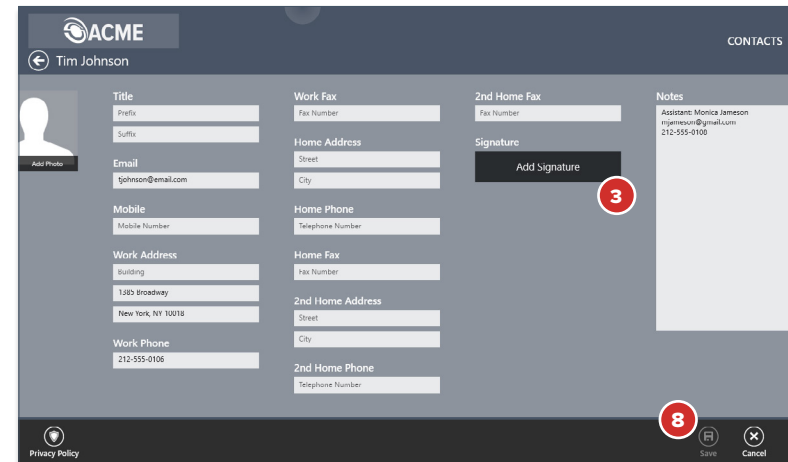 ACME
CONTACTS
Tim Johnson
Add Photo
Title
Prefix
Suffix
Email
tjohnson@email.com
Mobile
Mobile Number
Work Address
Building
1385 Broadway
New York, NY 10018
Work Phone
212-555-0106
Work Fax
Fax Number
Home Address
Street
City
Home Phone
Telephone Number
Home Fax
Fax Number
2nd Home Address
Street
City
2nd Home Phone
Telephone Number
2nd Home Fax
Fax Number
Signature
Add Signature
3
Notes
Assistant: Monica Jameson
mjameson@gmail.com
212-555-0108
8
Privacy Policy
Save
Cancel